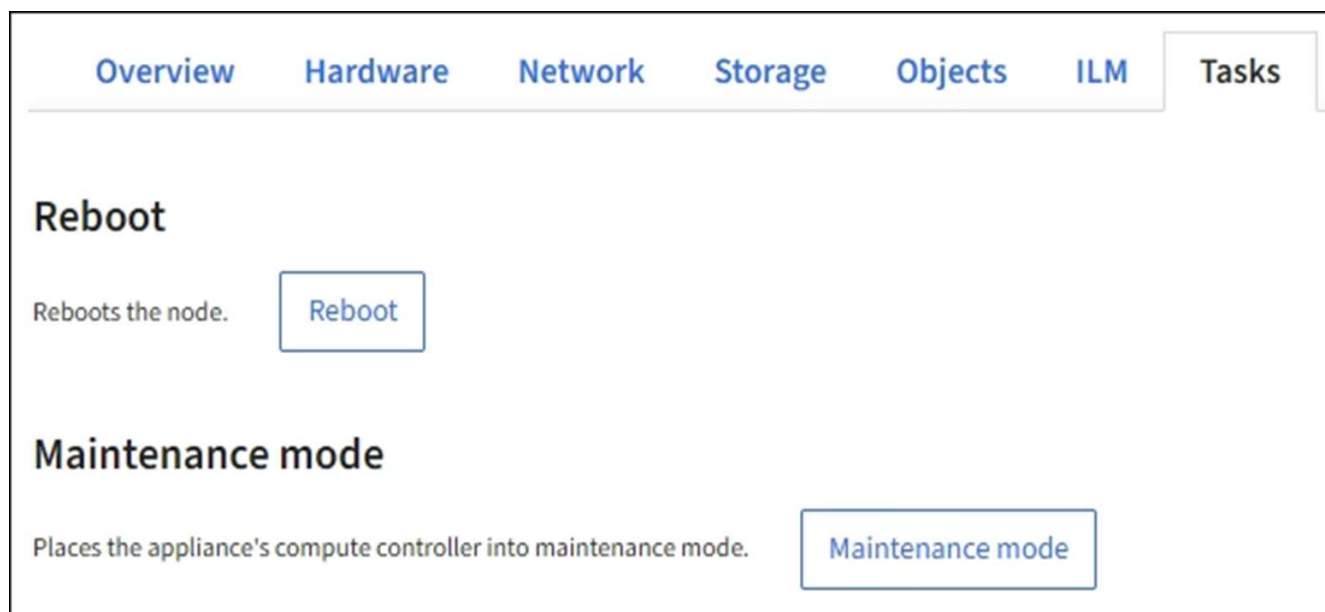 Overview Hardware Network Storage Objects ILM Tasks
Reboot
Reboots the node. Reboot
Maintenance mode
Places the appliance's compute controller into maintenance mode. Maintenance mode